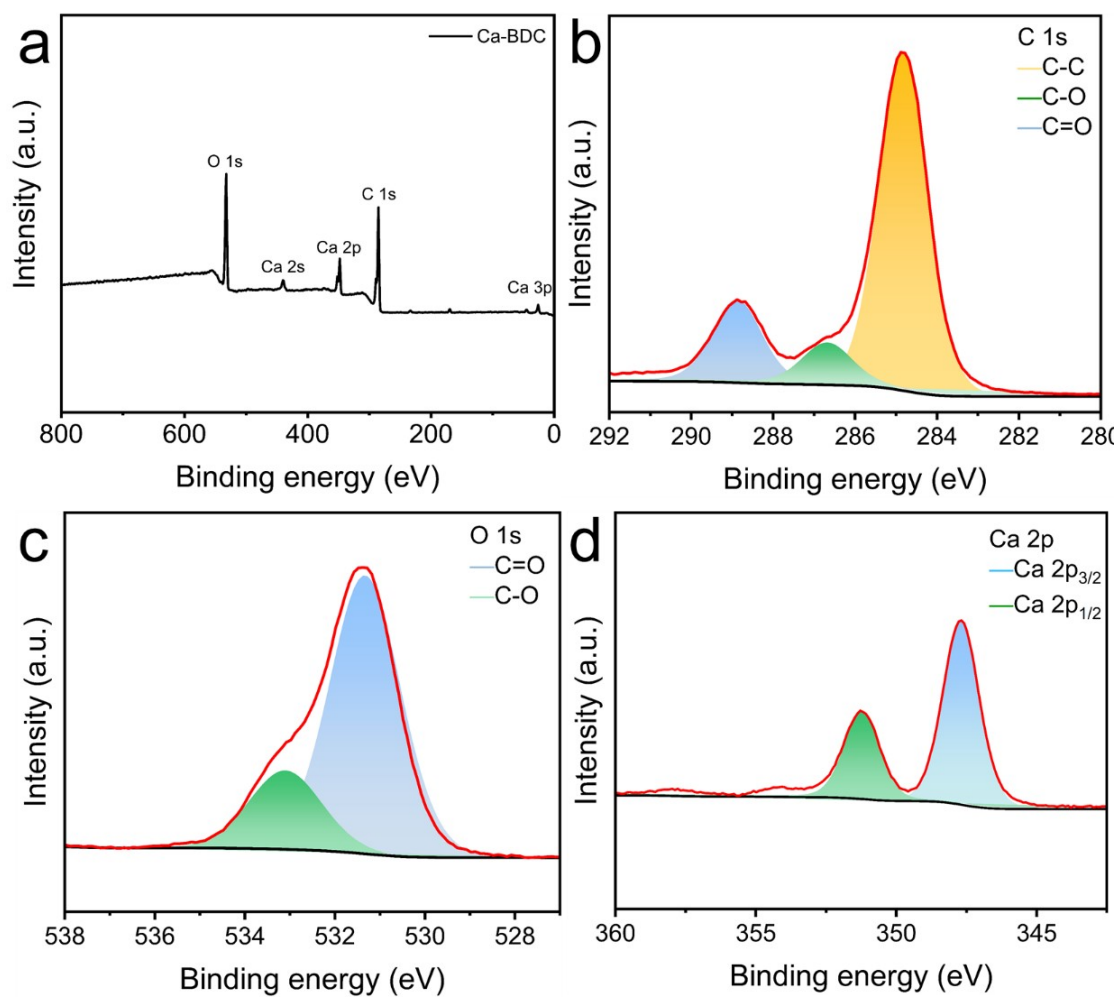 a
Ca-BDC
O 1s
C 1s
Ca 2p
Ca 2s
Ca 3p
Intensity (a.u.)
800 600 400 200 0
Binding energy (eV)
b
C 1s
C-C
C-O
C=O
Intensity (a.u.)
292 290 288 286 284 282 280
Binding energy (eV)
c
O 1s
C=O
C-O
Intensity (a.u.)
538 536 534 532 530 528
Binding energy (eV)
d
Ca 2p
Ca 2p3/2
Ca 2p1/2
Intensity (a.u.)
360 355 350 345
Binding energy (eV)